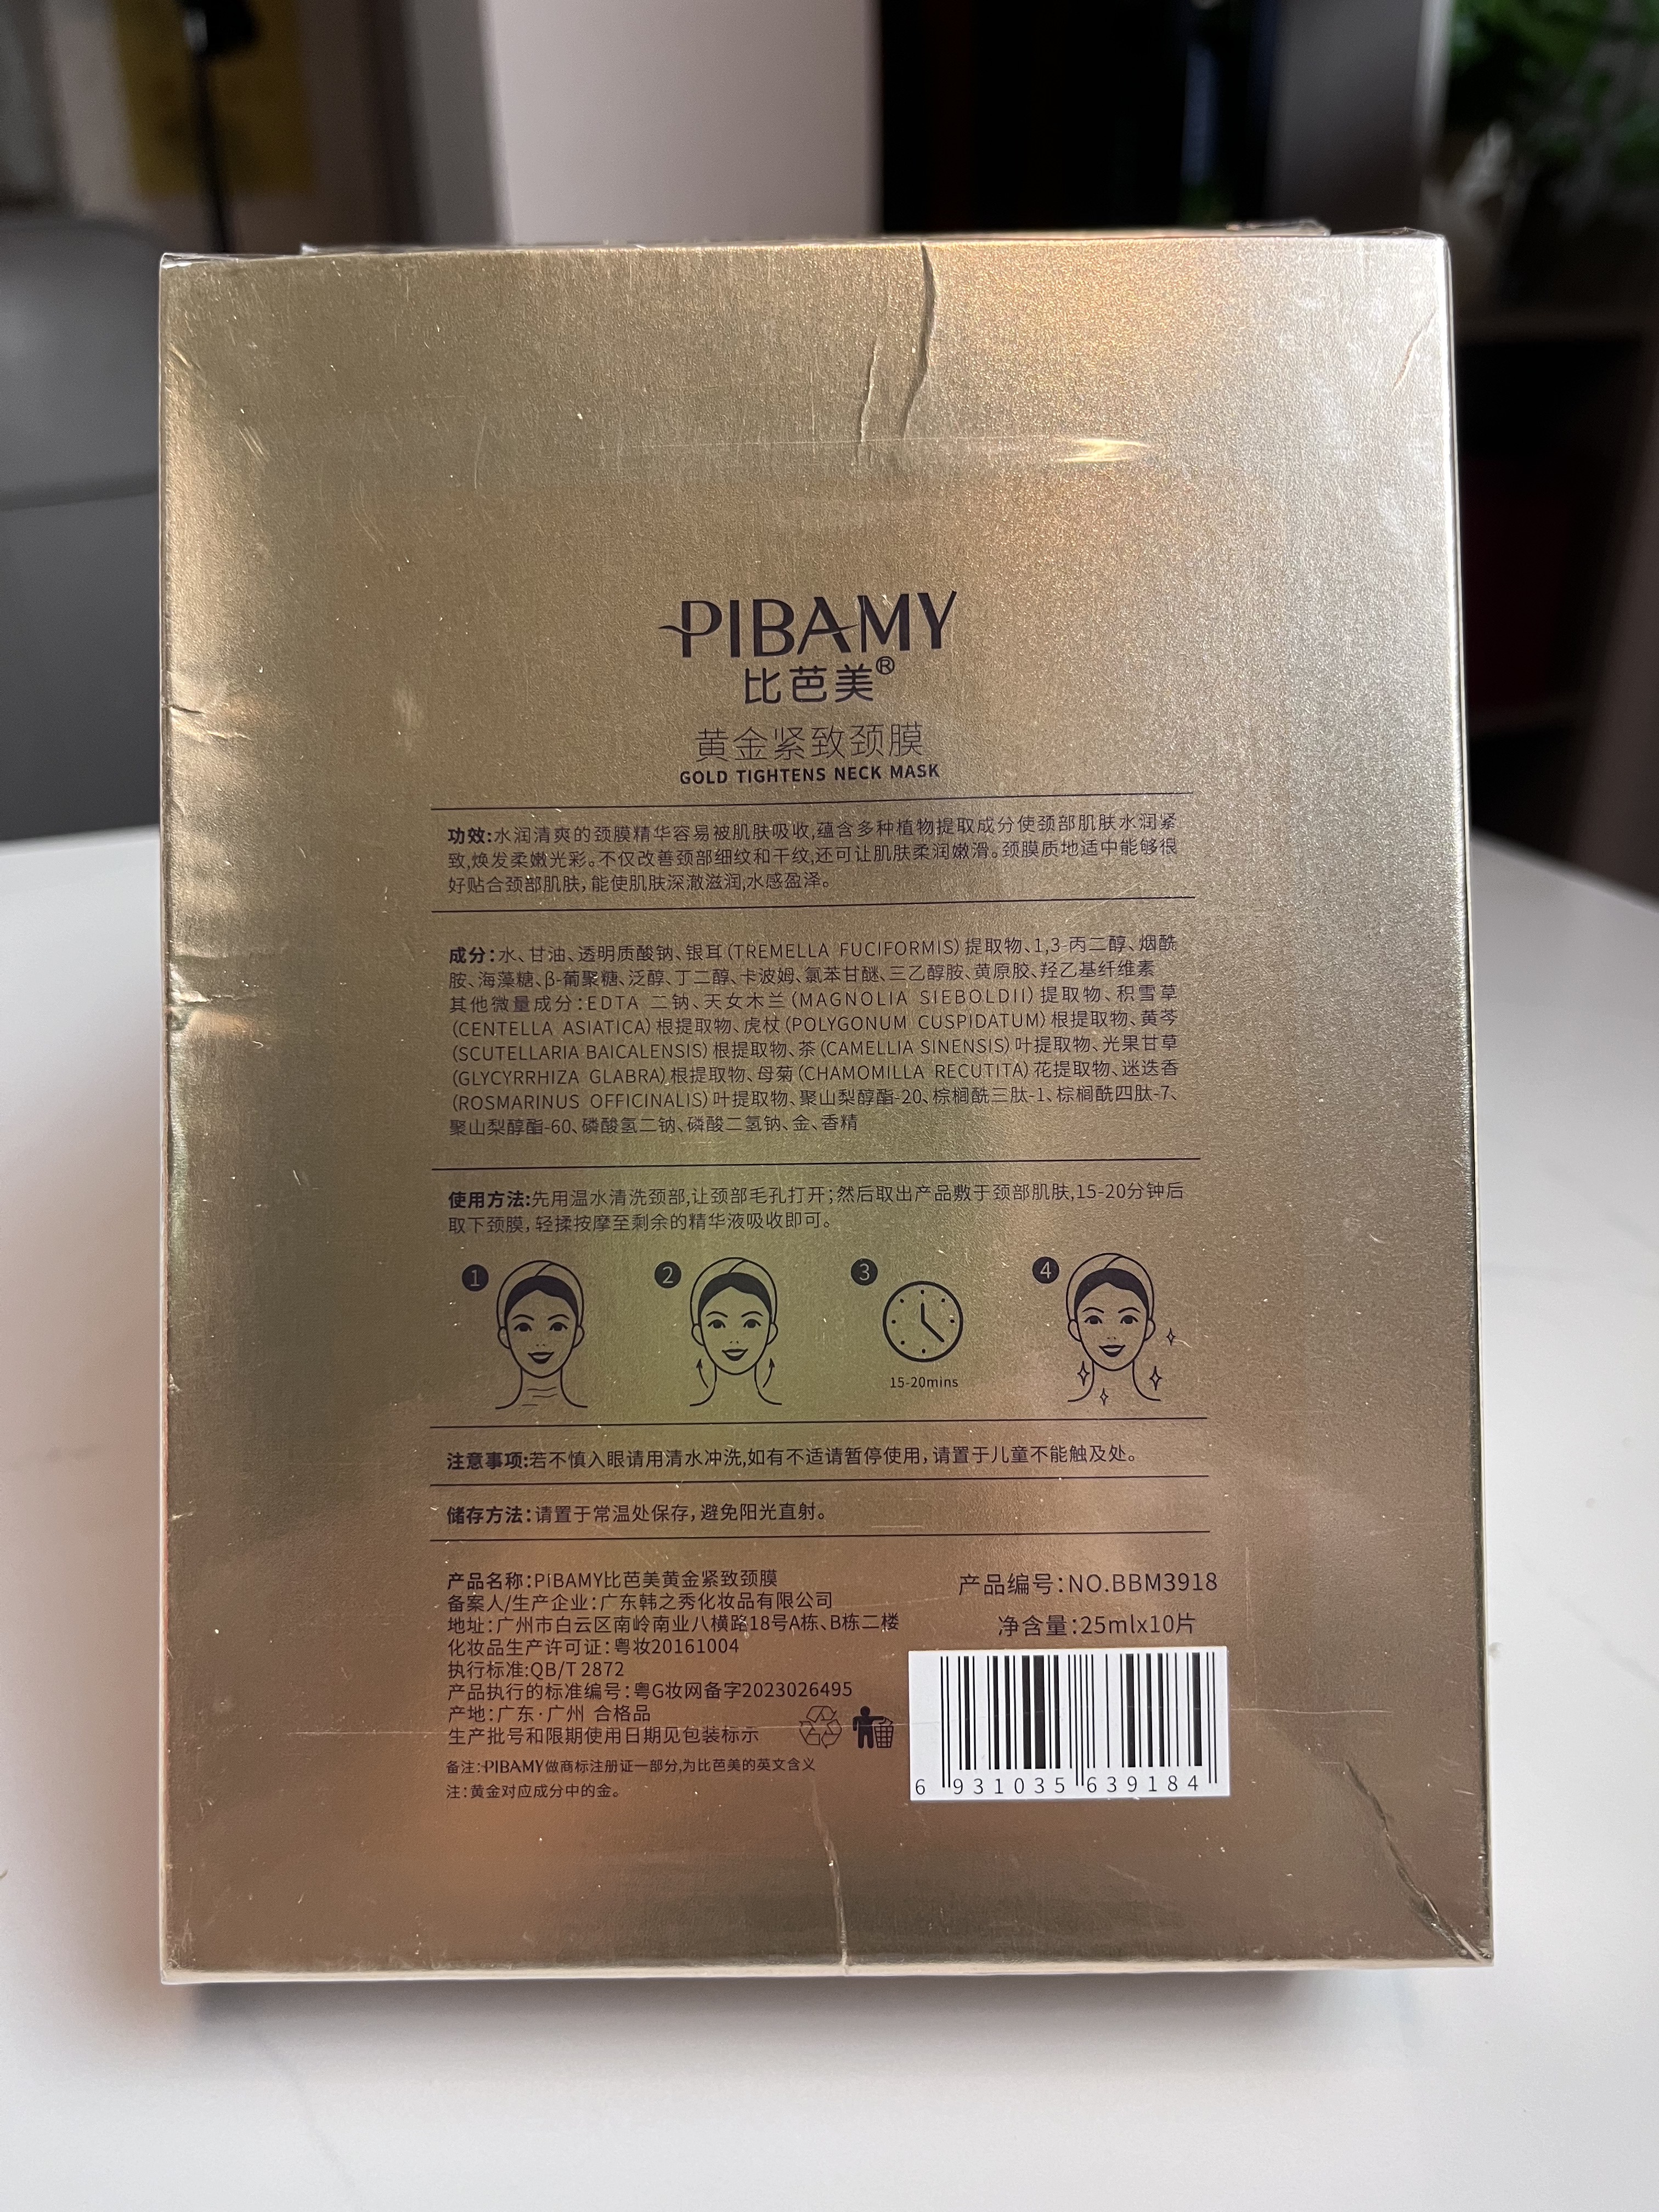 PIBAMY
比芭美®
黄金紧致颈膜
GOLD TIGHTENS NECK MASK
功效:水润清爽的颈膜精华容易被肌肤吸收,蕴含多种植物提取成分使颈部肌肤水润紧
致,焕发柔嫩光彩。不仅改善颈部细纹和干纹,还可让肌肤柔润嫩滑。颈膜质地适中能够很
好贴合颈部肌肤,能使肌肤深澈滋润,水感盈泽。
成分:水、甘油、透明质酸钠、银耳(TREMELLA FUCIFORMIS)提取物、1,3-丙二醇、烟酰
胺、海藻糖、β-葡聚糖、泛醇、丁二醇、卡波姆、氯苯甘醚、三乙醇胺、黄原胶、羟乙基纤维素
其他微量成分:EDTA 二钠、天女木兰(MAGNOLIA SIEBOLDII)提取物、积雪草
(CENTELLA ASIATICA)根提取物、虎杖(POLYGONUM CUSPIDATUM)根提取物、黄芩
(SCUTELLARIA BAICALENSIS)根提取物、茶(CAMELLIA SINENSIS)叶提取物、光果甘草
(GLYCYRRHIZA GLABRA)根提取物、母菊(CHAMOMILLA RECUTITA)花提取物、迷迭香
(ROSMARINUS OFFICINALIS)叶提取物、聚山梨醇酯-20、棕榈酰三肽-1、棕榈酰四肽-7、
聚山梨醇酯-60、磷酸氢二钠、磷酸二氢钠、金、香精
使用方法:先用温水清洗颈部,让颈部毛孔打开;然后取出产品敷于颈部肌肤,15-20分钟后
取下颈膜,轻揉按摩至剩余的精华液吸收即可。
1 2 3 4
15-20mins
注意事项:若不慎入眼请用清水冲洗,如有不适请暂停使用,请置于儿童不能触及处。
储存方法:请置于常温处保存,避免阳光直射。
产品名称:PIBAMY比芭美黄金紧致颈膜
备案人/生产企业:广东韩之秀化妆品有限公司
地址:广州市白云区南岭南业八横路18号A栋、B栋二楼
化妆品生产许可证:粤妆20161004
执行标准:QB/T 2872
产品执行的标准编号:粤G妆网备字2023026495
产地:广东·广州 合格品
生产批号和限期使用日期见包装标示
备注:PIBAMY做商标注册证一部分,为比芭美的英文含义
注:黄金对应成分中的金。
产品编号:NO.BBM3918
净含量:25mlx10片
6 931035 639184